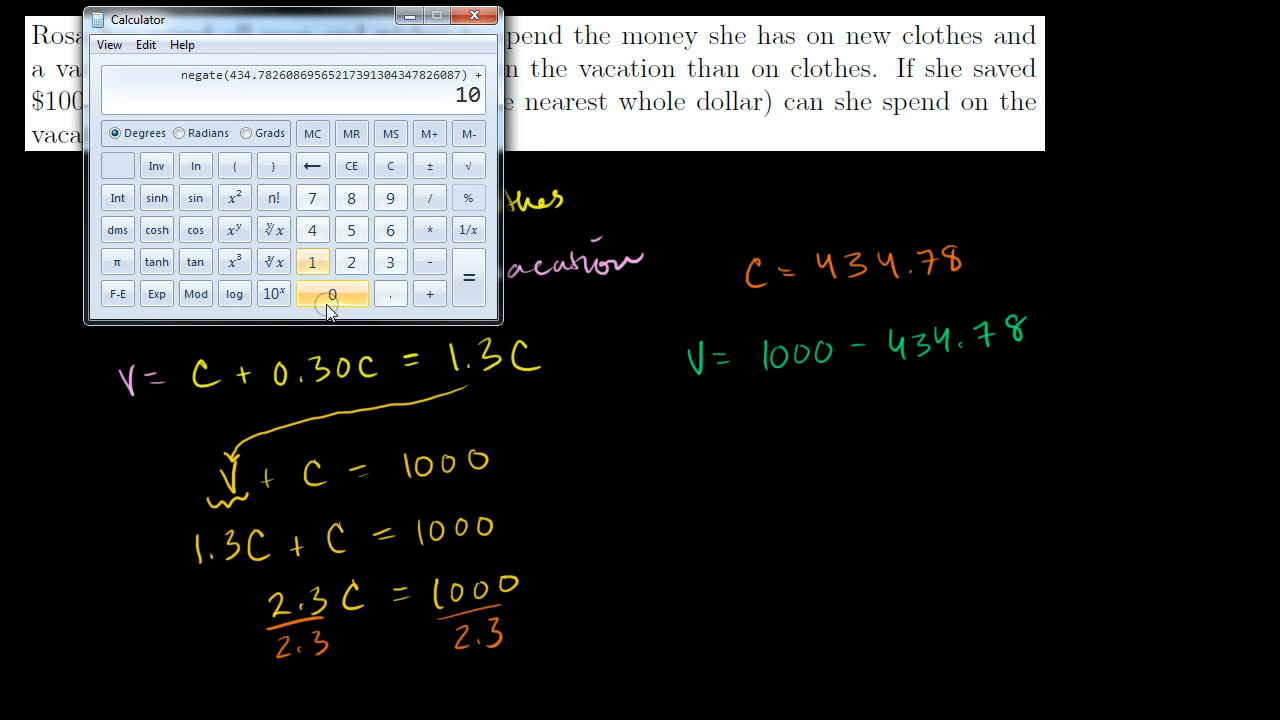 Calculator
View Edit Help
negate(434.78260869565217391304347826087) +
10
Degrees Radians Grads MC MR MS M+ M-
Inv ln ( ) ← CE C ± √
Int sinh sin x² n! 7 8 9 / %
dms cosh cos xʸ ʸ√x 4 5 6 * 1/x
π tanh tan x³ ³√x 1 2 3 - =
F-E Exp Mod log 10ˣ 0 . +
Rosa pend the money she has on new clothes and
a va n the vacation than on clothes. If she saved
$100 e nearest whole dollar) can she spend on the
vaca
thes
acation
C = 434.78
V = 1000 - 434.78
V = C + 0.30C = 1.3C
V + C = 1000
1.3C + C = 1000
2.3 C = 1000
2.3 2.3